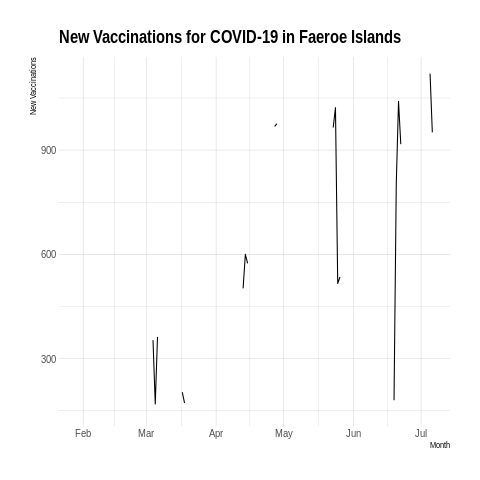 New Vaccinations for COVID-19 in Faeroe Islands
New Vaccinations
900
600
300
Feb Mar Apr May Jun Jul
Month